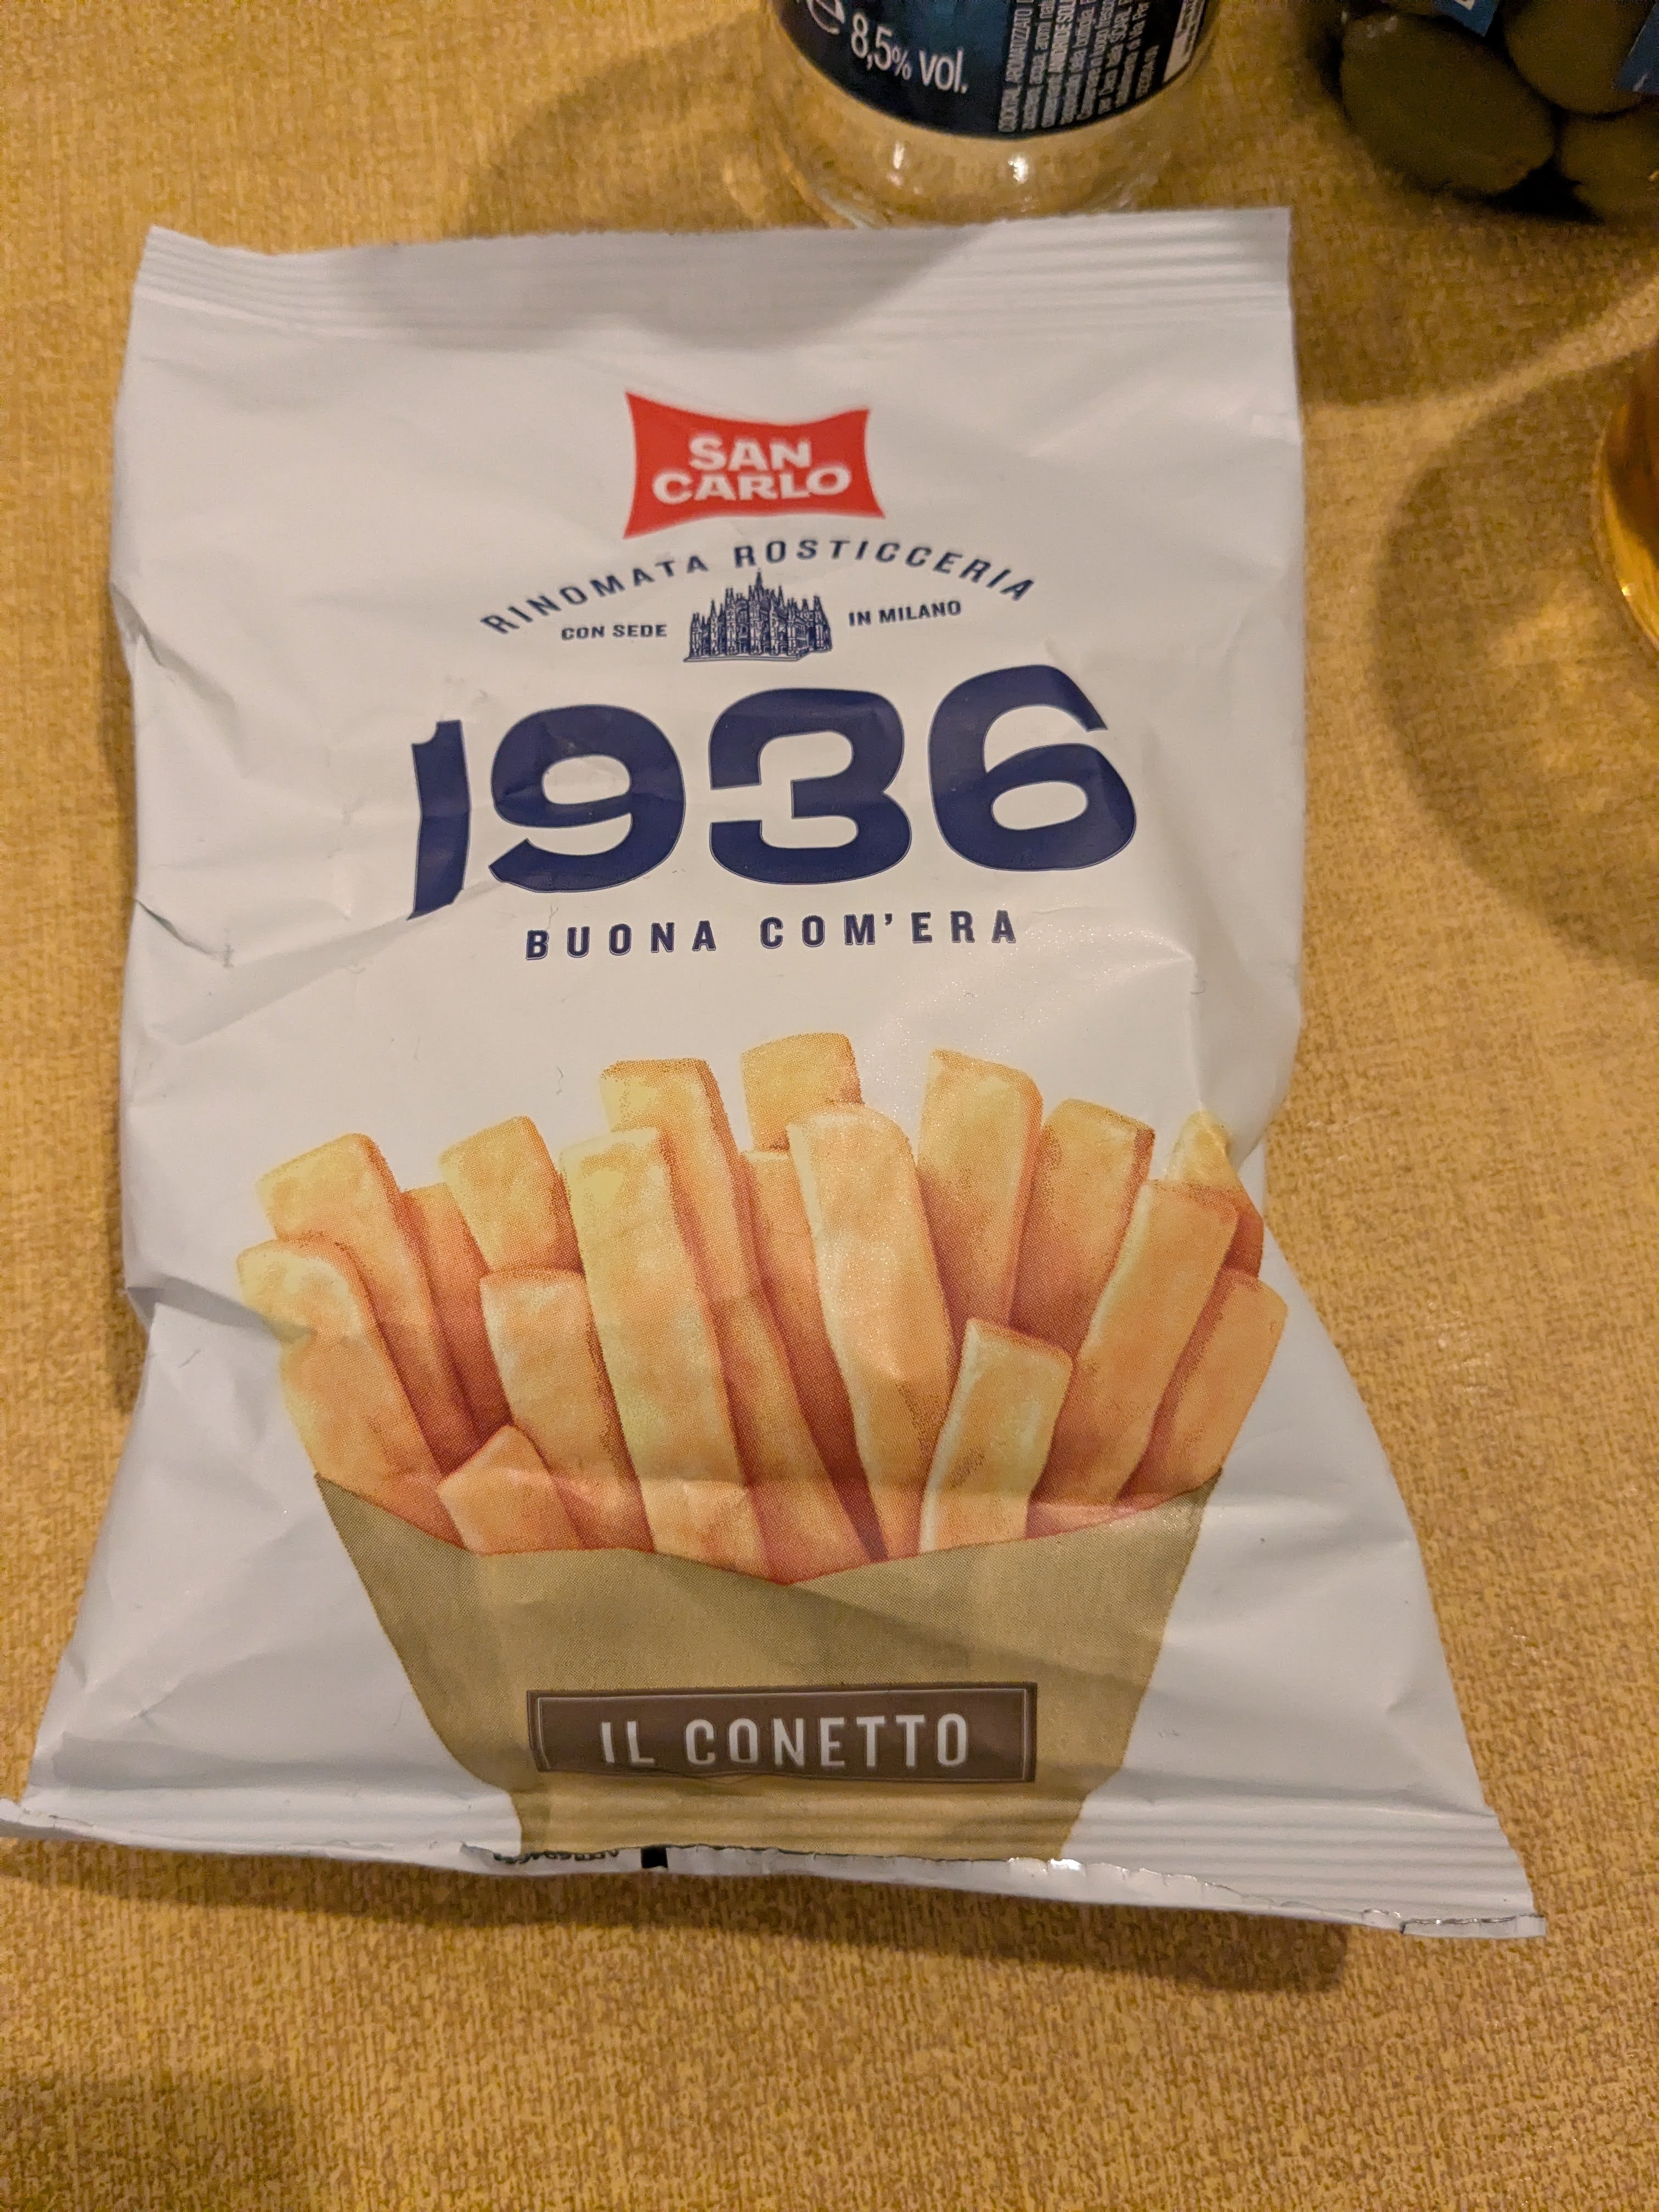 8,5% vol.
SAN
CARLO
RINOMATA ROSTICCERIA
CON SEDE IN MILANO
1936
BUONA COM'ERA
IL CONETTO